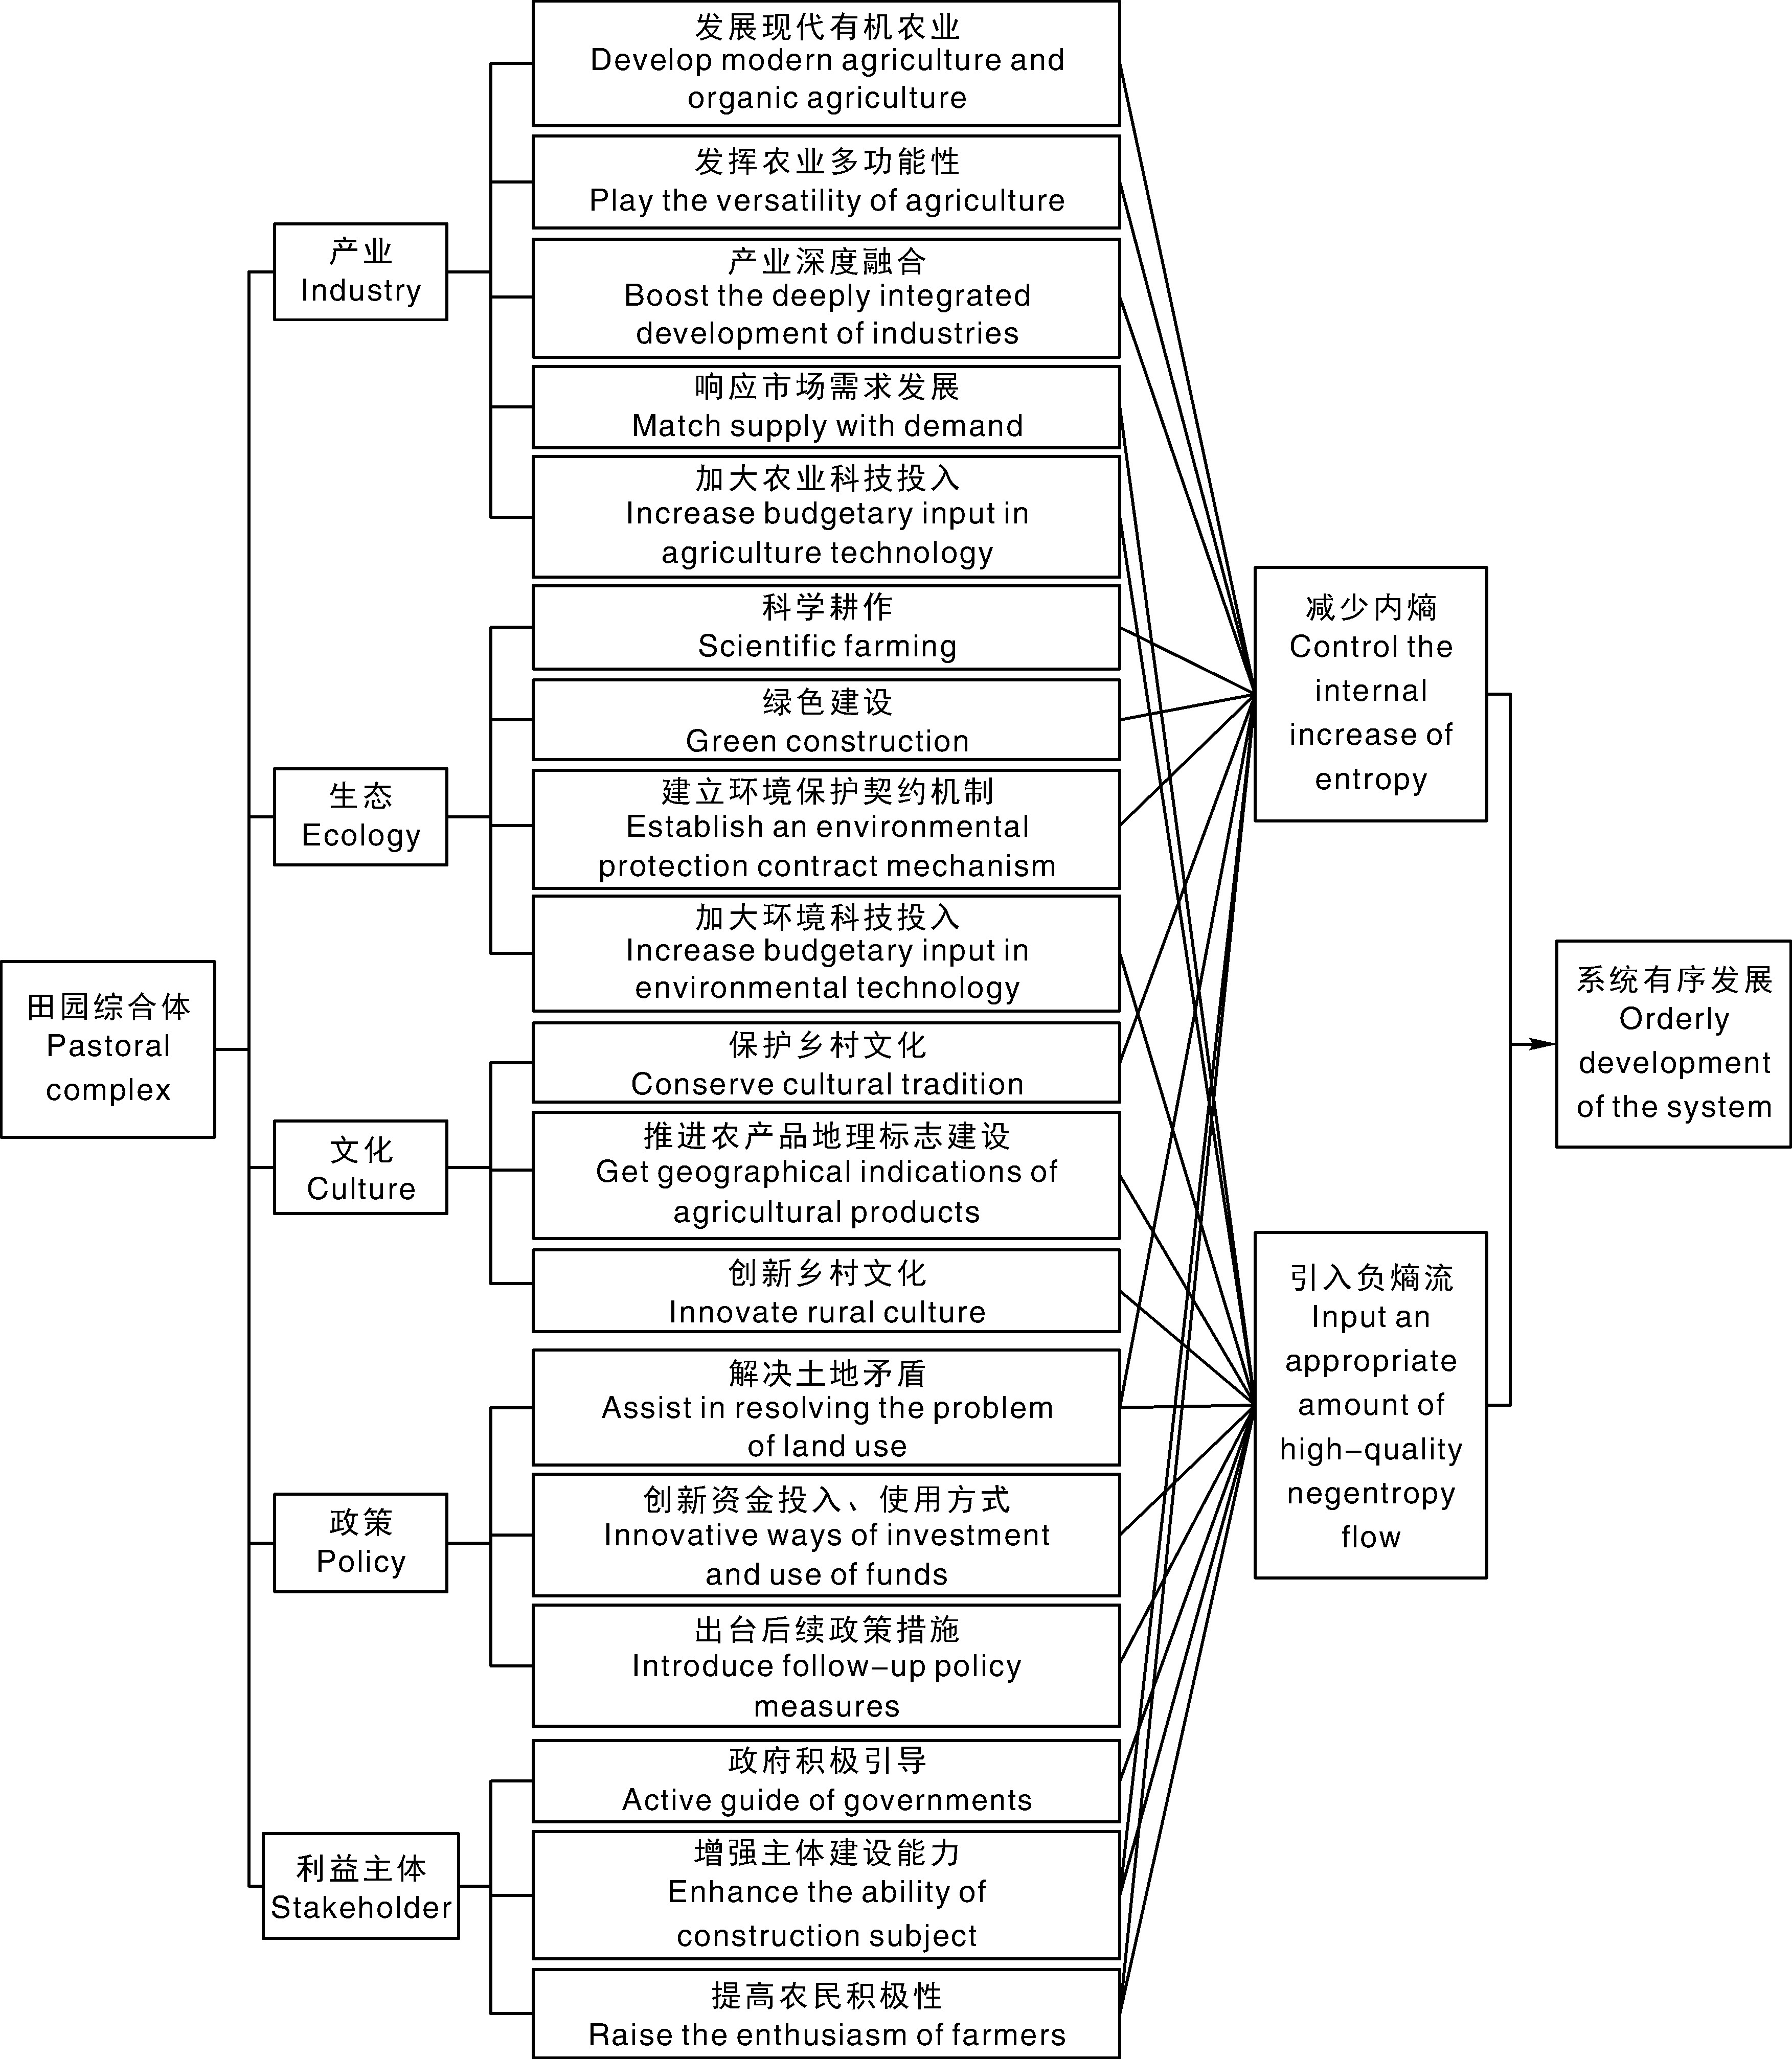 田园综合体
Pastoral
complex
产业
Industry
发展现代有机农业
Develop modern agriculture and
organic agriculture
发挥农业多功能性
Play the versatility of agriculture
产业深度融合
Boost the deeply integrated
development of industries
响应市场需求发展
Match supply with demand
加大农业科技投入
Increase budgetary input in
agriculture technology
生态
Ecology
科学耕作
Scientific farming
绿色建设
Green construction
建立环境保护契约机制
Establish an environmental
protection contract mechanism
加大环境科技投入
Increase budgetary input in
environmental technology
文化
Culture
保护乡村文化
Conserve cultural tradition
推进农产品地理标志建设
Get geographical indications of
agricultural products
创新乡村文化
Innovate rural culture
政策
Policy
解决土地矛盾
Assist in resolving the problem
of land use
创新资金投入、使用方式
Innovative ways of investment
and use of funds
出台后续政策措施
Introduce follow-up policy
measures
利益主体
Stakeholder
政府积极引导
Active guide of governments
增强主体建设能力
Enhance the ability of
construction subject
提高农民积极性
Raise the enthusiasm of farmers
减少内熵
Control the
internal
increase of
entropy
引入负熵流
Input an
appropriate
amount of
high-quality
negentropy
flow
系统有序发展
Orderly
development
of the system